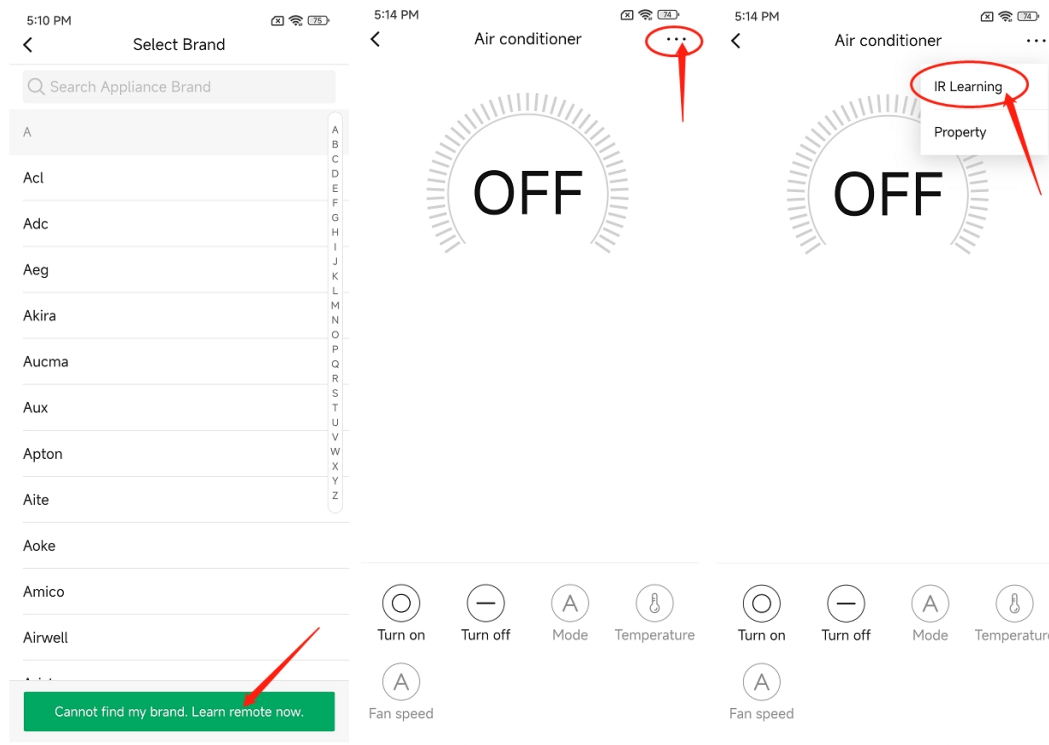 5:10 PM
75
Select Brand
Search Appliance Brand
A
Acl
Adc
Aeg
Akira
Aucma
Aux
Apton
Aite
Aoke
Amico
Airwell
A
B
C
D
E
F
G
H
I
J
K
L
M
N
O
P
Q
R
S
T
U
V
W
X
Y
Z
Cannot find my brand. Learn remote now.
5:14 PM
74
Air conditioner
OFF
Turn on
Turn off
A
Mode
Temperature
A
Fan speed
5:14 PM
74
Air conditioner
IR Learning
Property
OFF
Turn on
Turn off
A
Mode
Temperatur
A
Fan speed